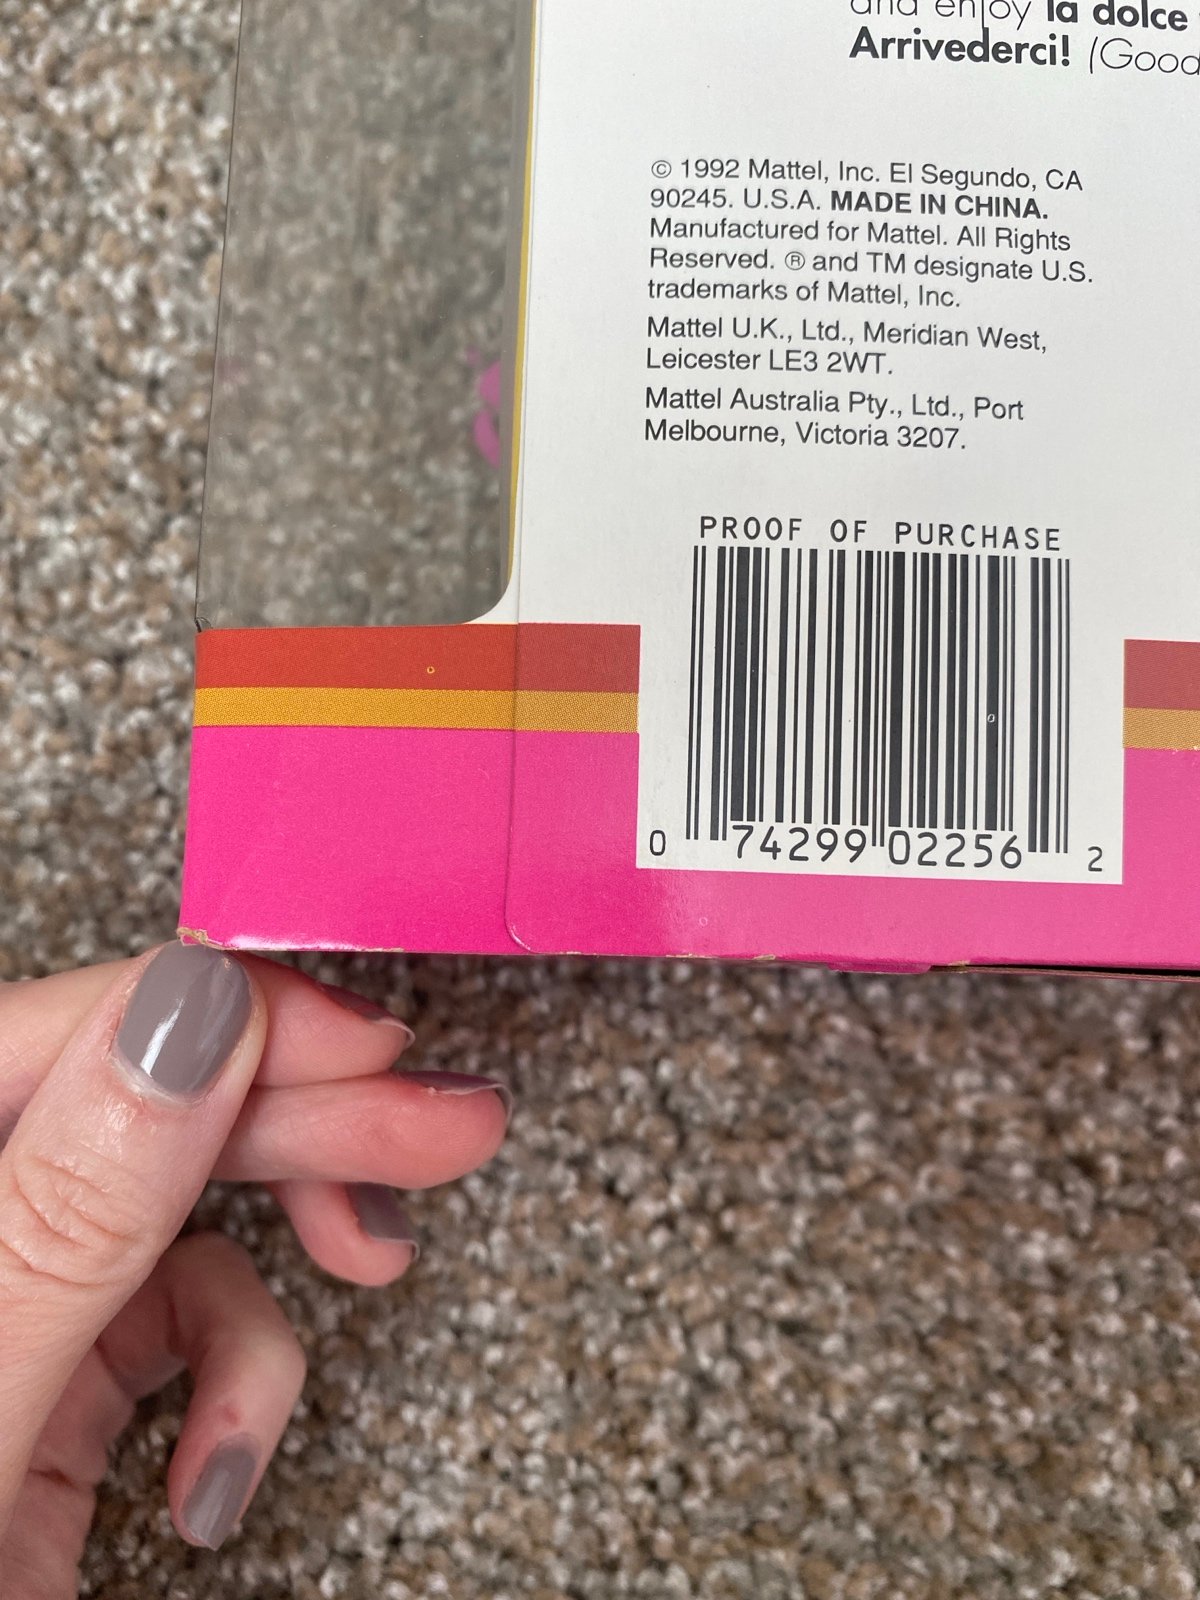 and enjoy la dolce
Arrivederci! (Good
© 1992 Mattel, Inc. El Segundo, CA
90245. U.S.A. MADE IN CHINA.
Manufactured for Mattel. All Rights
Reserved. ® and TM designate U.S.
trademarks of Mattel, Inc.
Mattel U.K., Ltd., Meridian West,
Leicester LE3 2WT.
Mattel Australia Pty., Ltd., Port
Melbourne, Victoria 3207.
PROOF OF PURCHASE
0 74299 02256 2